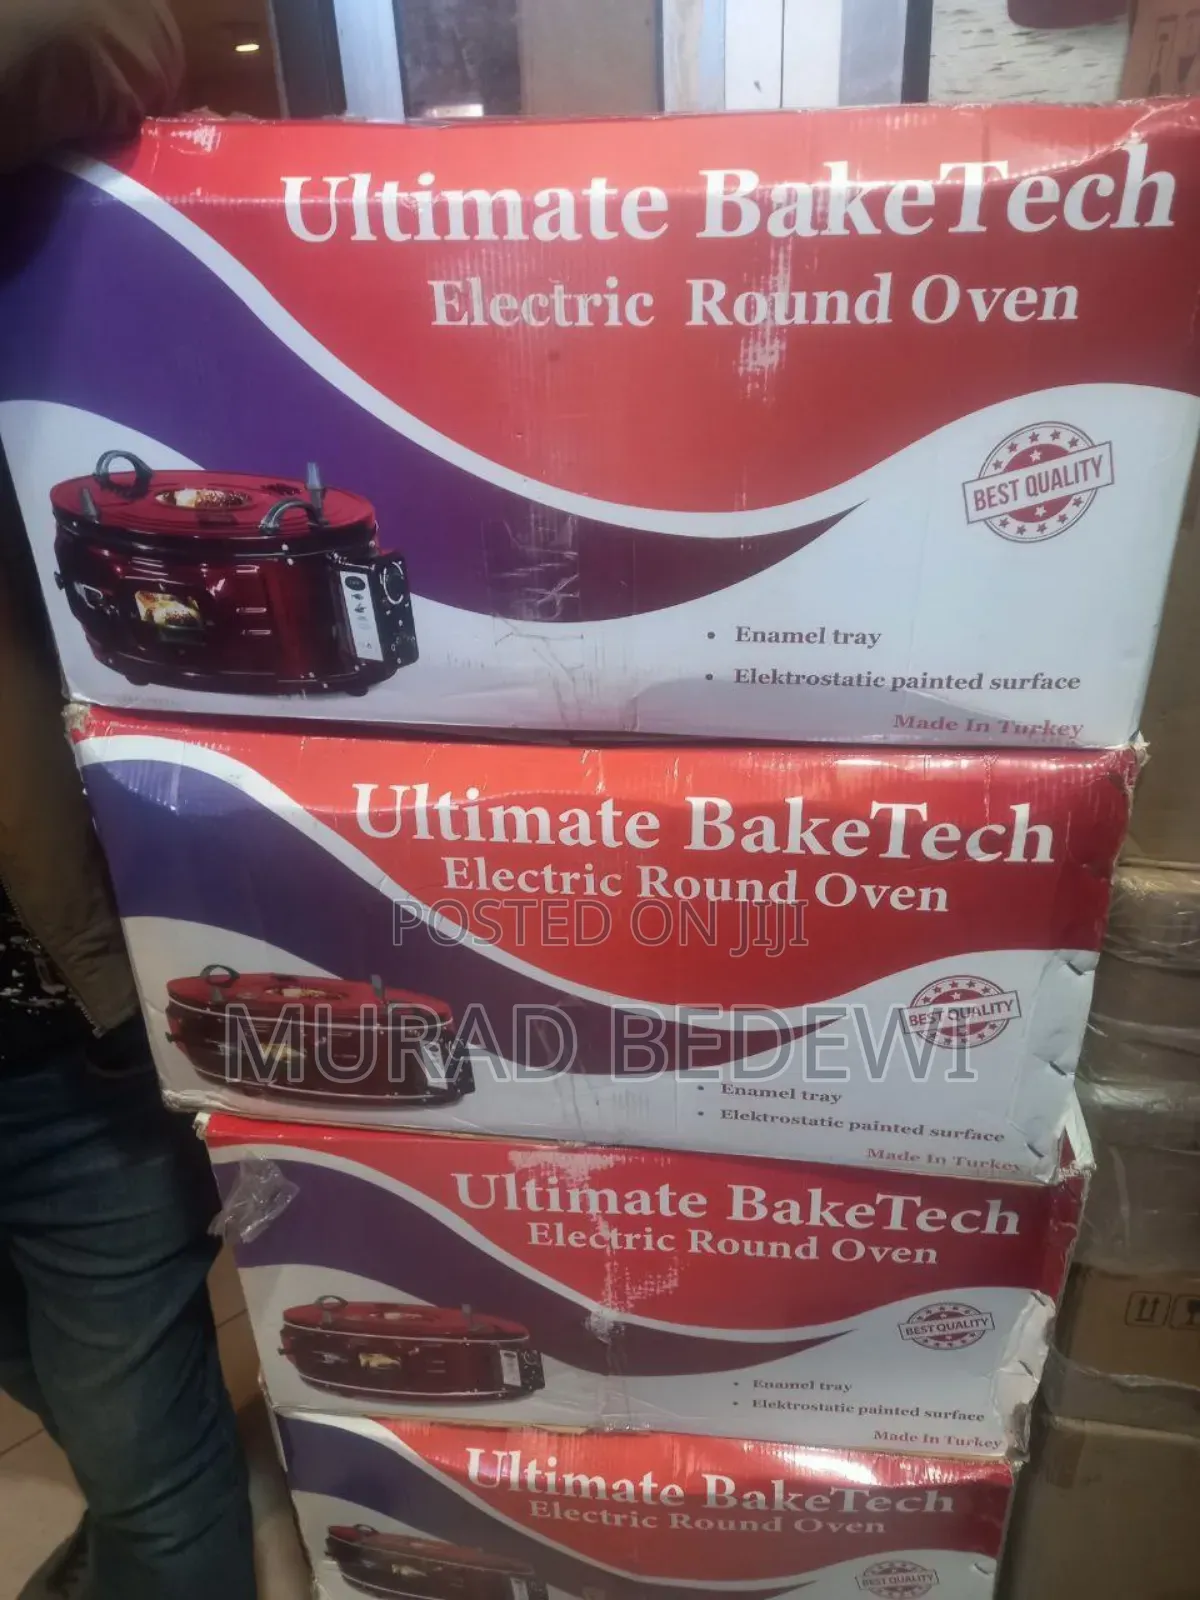 Ultimate BakeTech
Electric Round Oven
BEST QUALITY
• Enamel tray
• Elektrostatic painted surface
Made In Turkey
Ultimate BakeTech
Electric Round Oven
POSTED ON JIJI
BEST QUALITY
MURAD BEDEWI
• Enamel tray
• Elektrostatic painted surface
Made In Turkey
Ultimate BakeTech
Electric Round Oven
BEST QUALITY
• Enamel tray
• Elektrostatic painted surface
Made In Turkey
Ultimate BakeTech
Electric Round Oven
BEST QUALITY